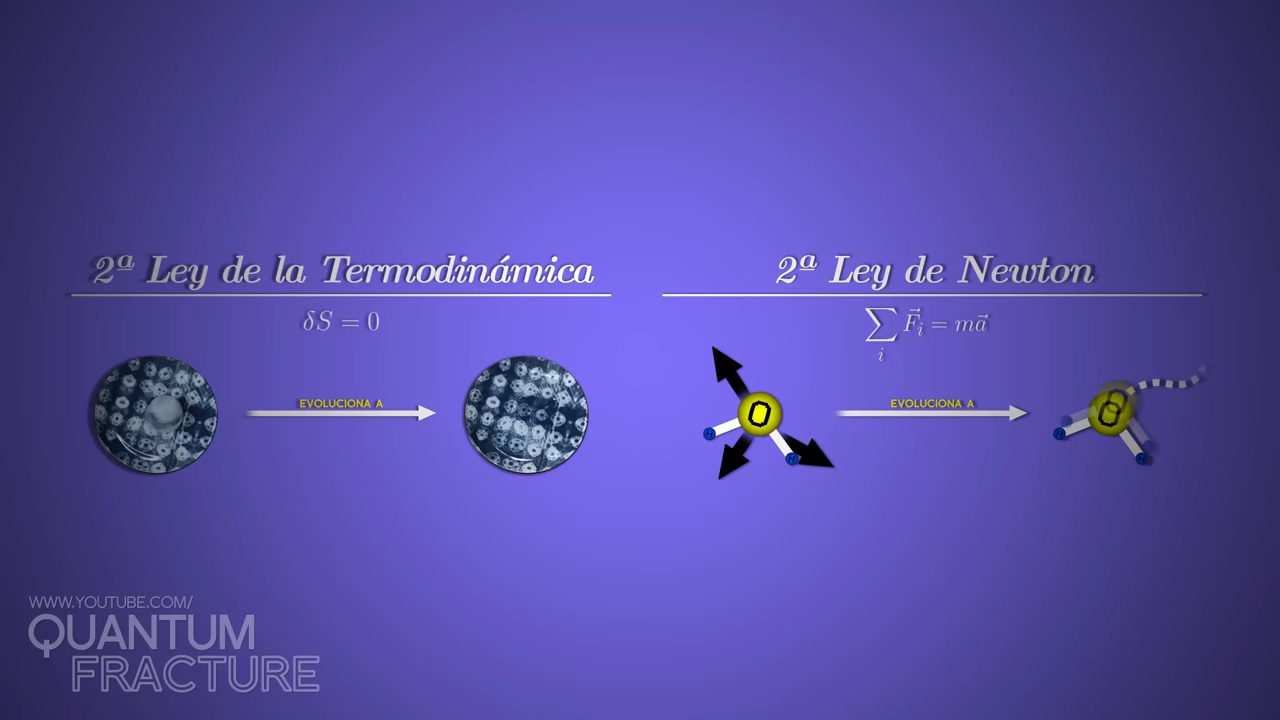 2ª Ley de la Termodinámica
δS = 0
EVOLUCIONA A
2ª Ley de Newton
∑ F⃗ᵢ = ma⃗
i
O
EVOLUCIONA A
O
WWW.YOUTUBE.COM/
QUANTUM
FRACTURE